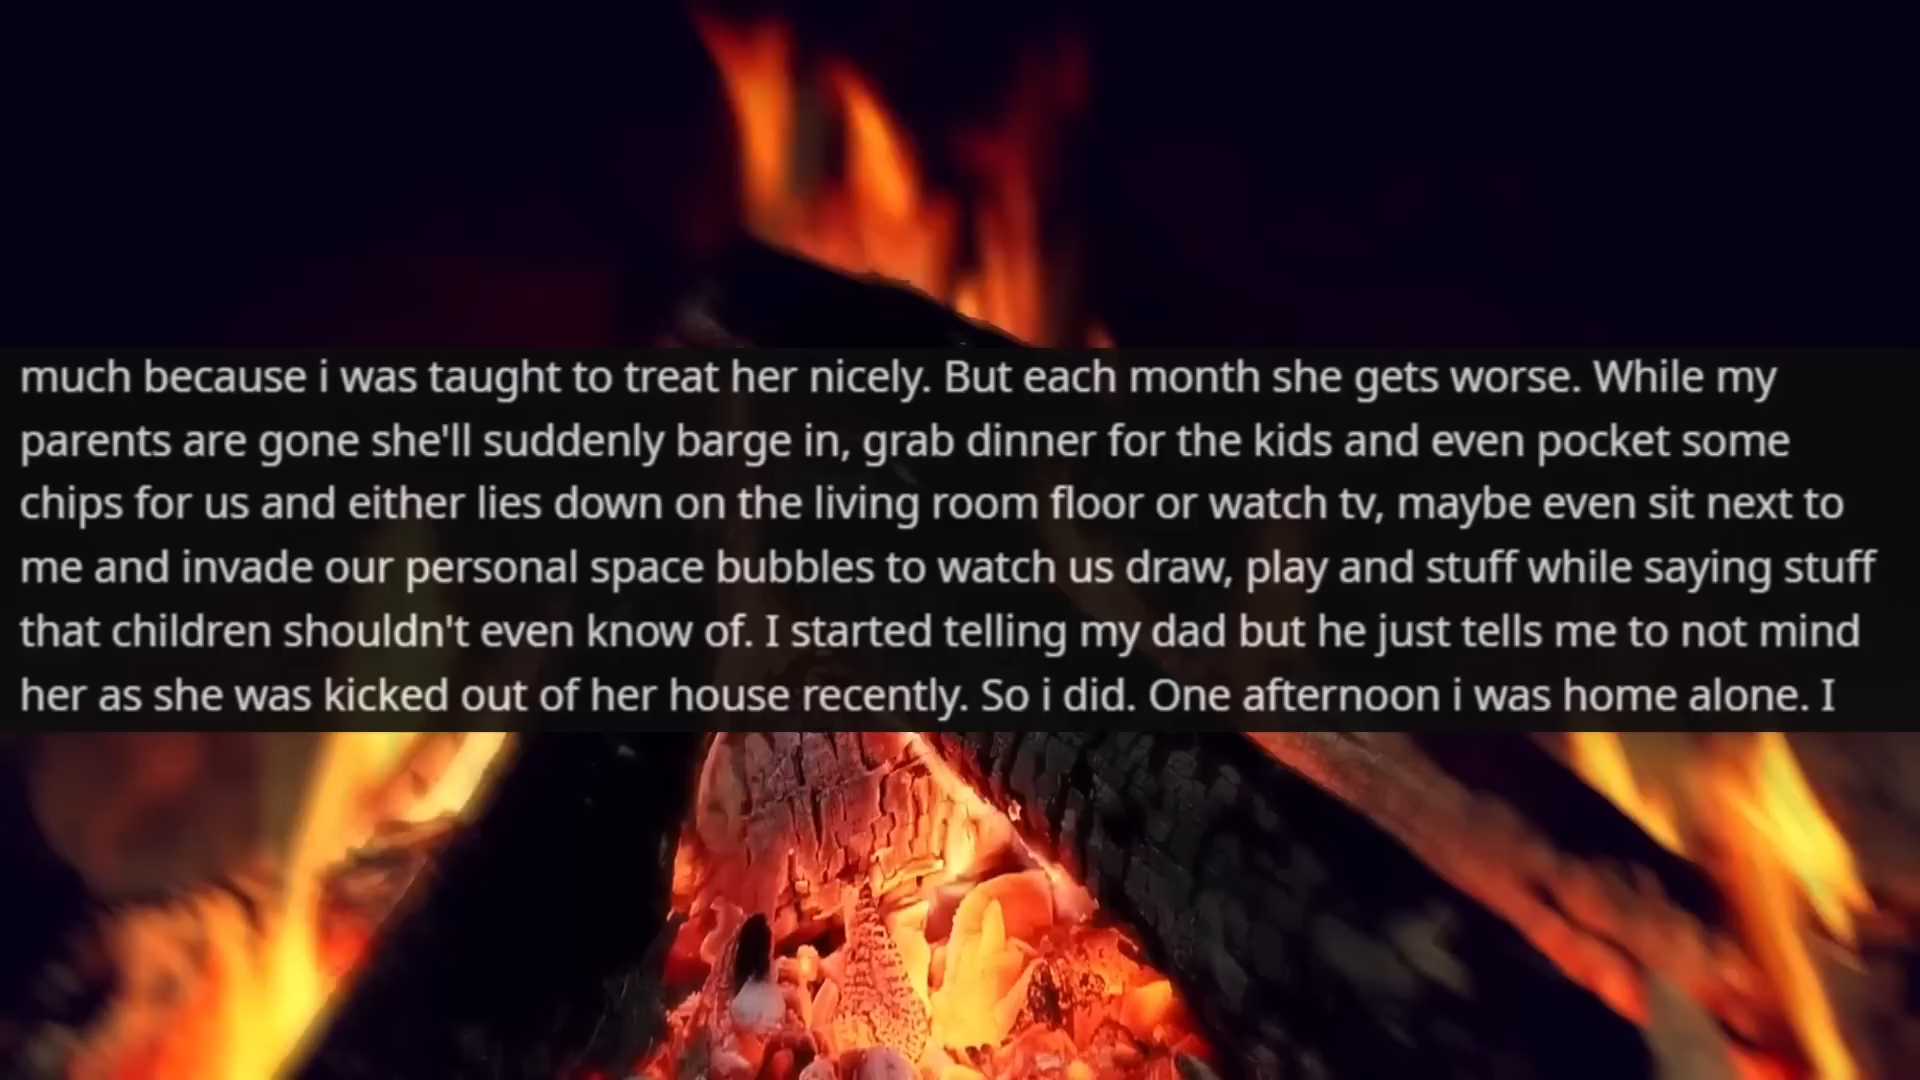 much because i was taught to treat her nicely. But each month she gets worse. While my
parents are gone she'll suddenly barge in, grab dinner for the kids and even pocket some
chips for us and either lies down on the living room floor or watch tv, maybe even sit next to
me and invade our personal space bubbles to watch us draw, play and stuff while saying stuff
that children shouldn't even know of. I started telling my dad but he just tells me to not mind
her as she was kicked out of her house recently. So i did. One afternoon i was home alone. I